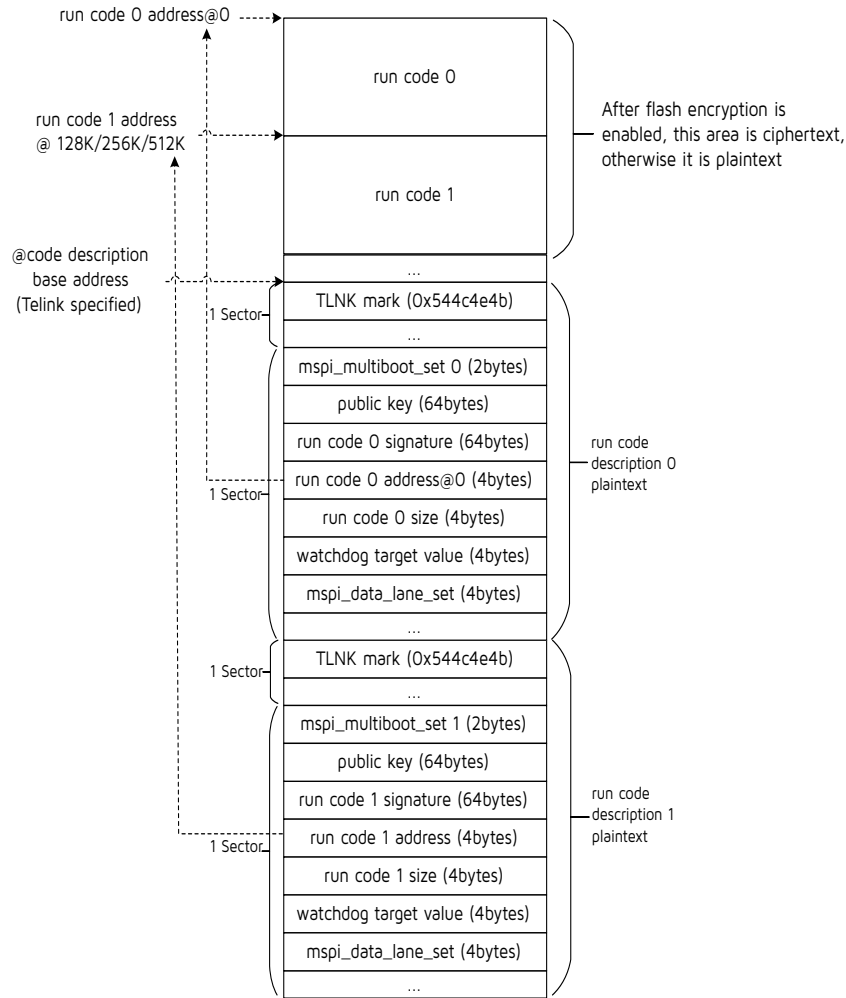 run code 0 address@0
run code 0
run code 1 address
@ 128K/256K/512K
After flash encryption is
enabled, this area is ciphertext,
otherwise it is plaintext
run code 1
@code description
base address
(Telink specified)
...
1 Sector
TLNK mark (0x544c4e4b)
...
mspi_multiboot_set 0 (2bytes)
public key (64bytes)
run code 0 signature (64bytes)
run code 0 address@0 (4bytes)
1 Sector
run code 0 size (4bytes)
watchdog target value (4bytes)
mspi_data_lane_set (4bytes)
...
run code
description 0
plaintext
1 Sector
TLNK mark (0x544c4e4b)
...
mspi_multiboot_set 1 (2bytes)
public key (64bytes)
run code 1 signature (64bytes)
run code 1 address (4bytes)
1 Sector
run code 1 size (4bytes)
watchdog target value (4bytes)
mspi_data_lane_set (4bytes)
...
run code
description 1
plaintext